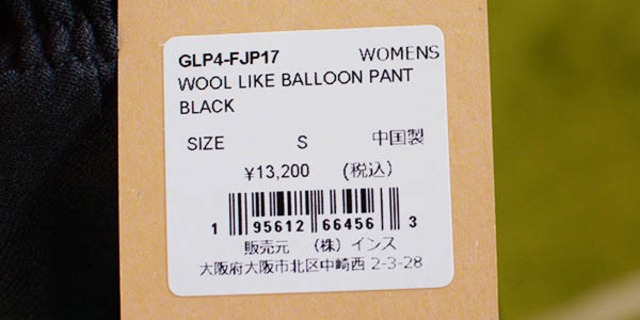 GLP4-FJP17 WOMENS
WOOL LIKE BALLOON PANT
BLACK
SIZE S 中国製
¥13,200 (税込)
1 95612 66456 3
販売元 (株) インス
大阪府大阪市北区中崎西 2-3-28